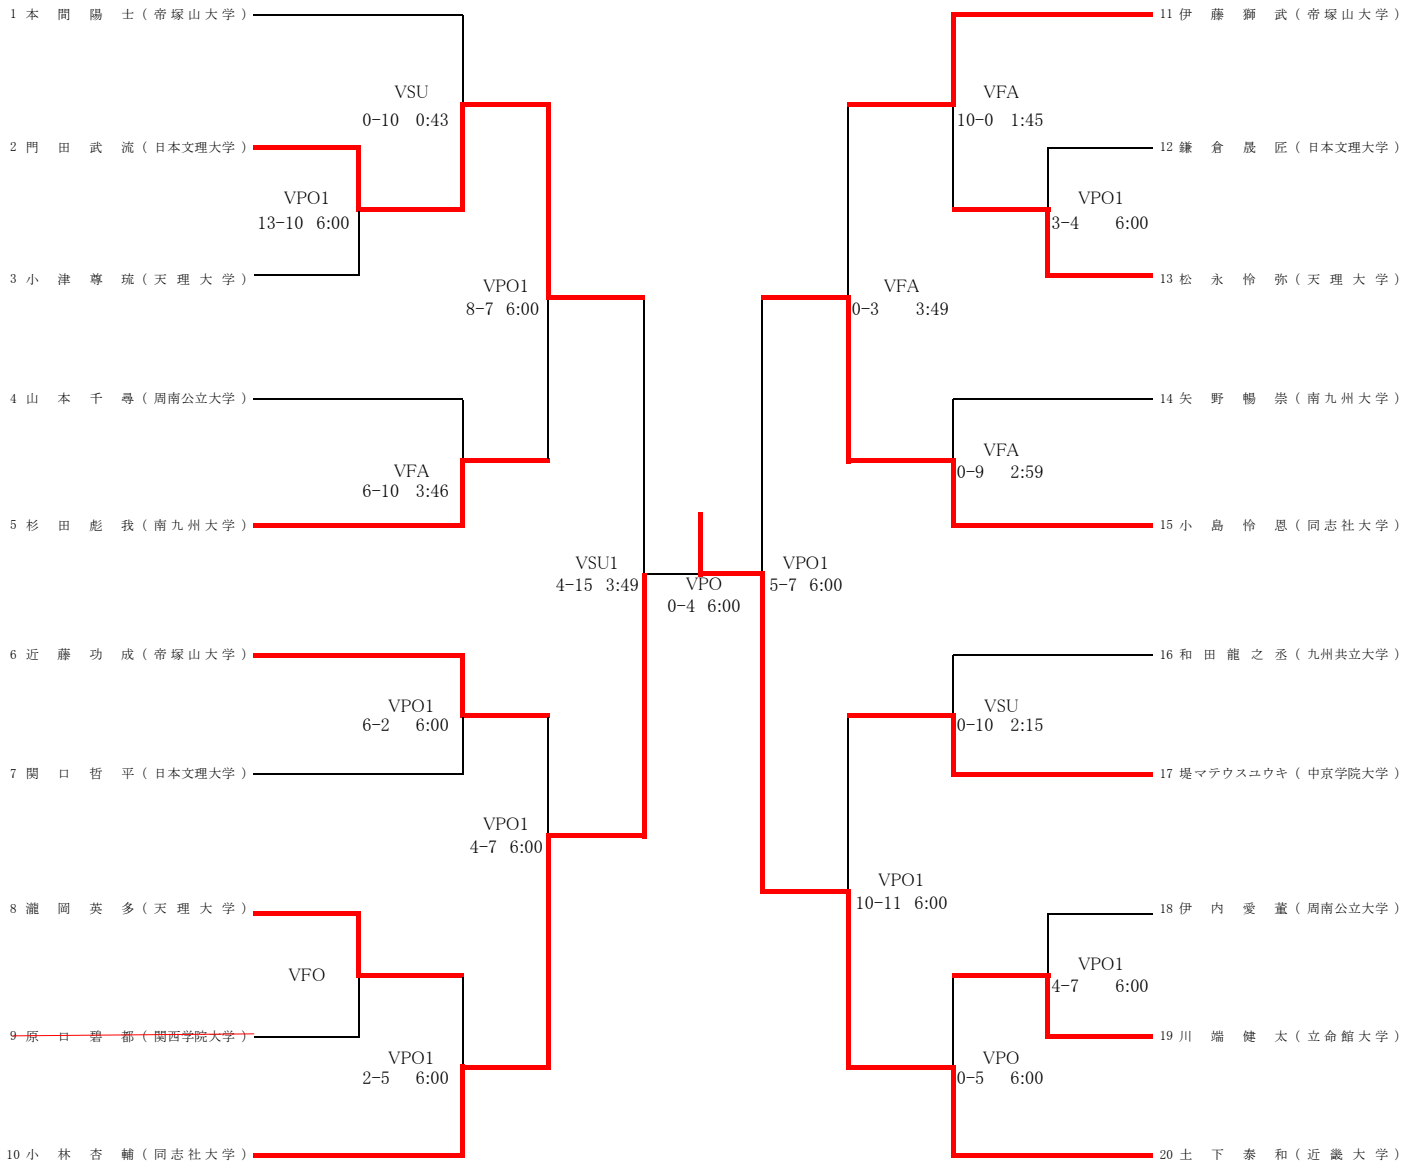 1 本間陽士(帝塚山大学)
VSU
0-10 0:43
2 門田武流(日本文理大学)
VPO1
13-10 6:00
3 小津尊琉(天理大学)
VPO1
8-7 6:00
4 山本千尋(周南公立大学)
VFA
6-10 3:46
5 杉田彪我(南九州大学)
VSU1
4-15 3:49
6 近藤功成(帝塚山大学)
VPO1
6-2 6:00
7 関口哲平(日本文理大学)
VPO1
4-7 6:00
8 瀧岡英多(天理大学)
VFO
9 原口碧都(関西学院大学)
VPO1
2-5 6:00
10 小林杏輔(同志社大学)
VPO
0-4 6:00
11 伊藤獅武(帝塚山大学)
VFA
10-0 1:45
12 鎌倉晟匠(日本文理大学)
VPO1
3-4 6:00
13 松永怜弥(天理大学)
VFA
0-3 3:49
14 矢野暢崇(南九州大学)
VFA
0-9 2:59
15 小島怜恩(同志社大学)
VPO1
5-7 6:00
16 和田龍之丞(九州共立大学)
VSU
0-10 2:15
17 堤マテウスユウキ(中京学院大学)
VPO1
10-11 6:00
18 伊内愛董(周南公立大学)
VPO1
4-7 6:00
19 川端健太(立命館大学)
VPO
0-5 6:00
20 土下泰和(近畿大学)